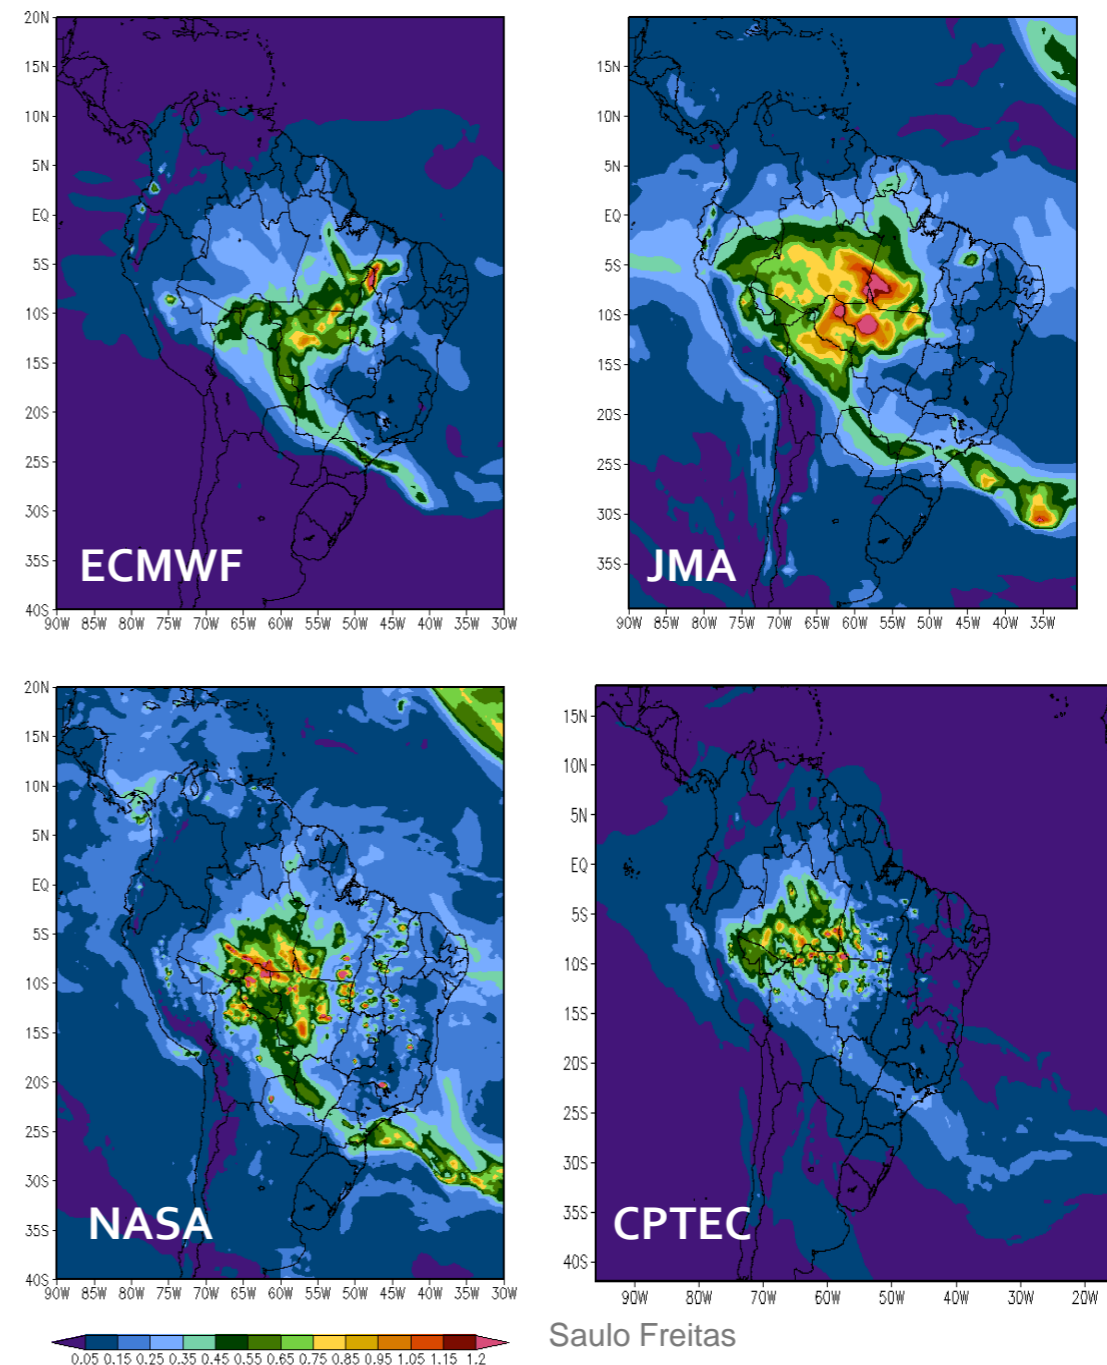 20N
15N
10N
5N
EQ
5S
10S
15S
20S
25S
30S
35S
40S
ECMWF
90W 85W 80W 75W 70W 65W 60W 55W 50W 45W 40W 35W 30W
20N
15N
10N
5N
EQ
5S
10S
15S
20S
25S
30S
35S
JMA
90W 85W 80W 75W 70W 65W 60W 55W 50W 45W 40W 35W
20N
15N
10N
5N
EQ
5S
10S
15S
20S
25S
30S
35S
40S
NASA
90W 85W 80W 75W 70W 65W 60W 55W 50W 45W 40W 35W 30W
15N
10N
5N
EQ
5S
10S
15S
20S
25S
30S
35S
40S
CPTEC
90W 80W 70W 60W 50W 40W 30W 20W
0.05 0.15 0.25 0.35 0.45 0.55 0.65 0.75 0.85 0.95 1.05 1.15 1.2
Saulo Freitas